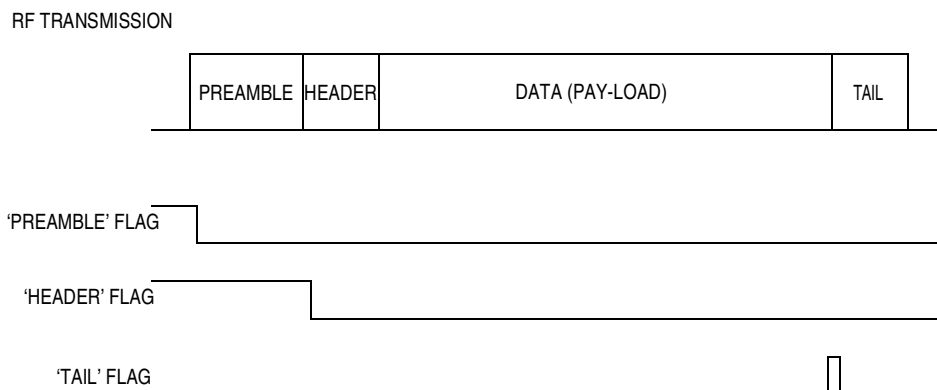 RF TRANSMISSION
PREAMBLE HEADER DATA (PAY-LOAD) TAIL
‘PREAMBLE’ FLAG
‘HEADER’ FLAG
‘TAIL’ FLAG